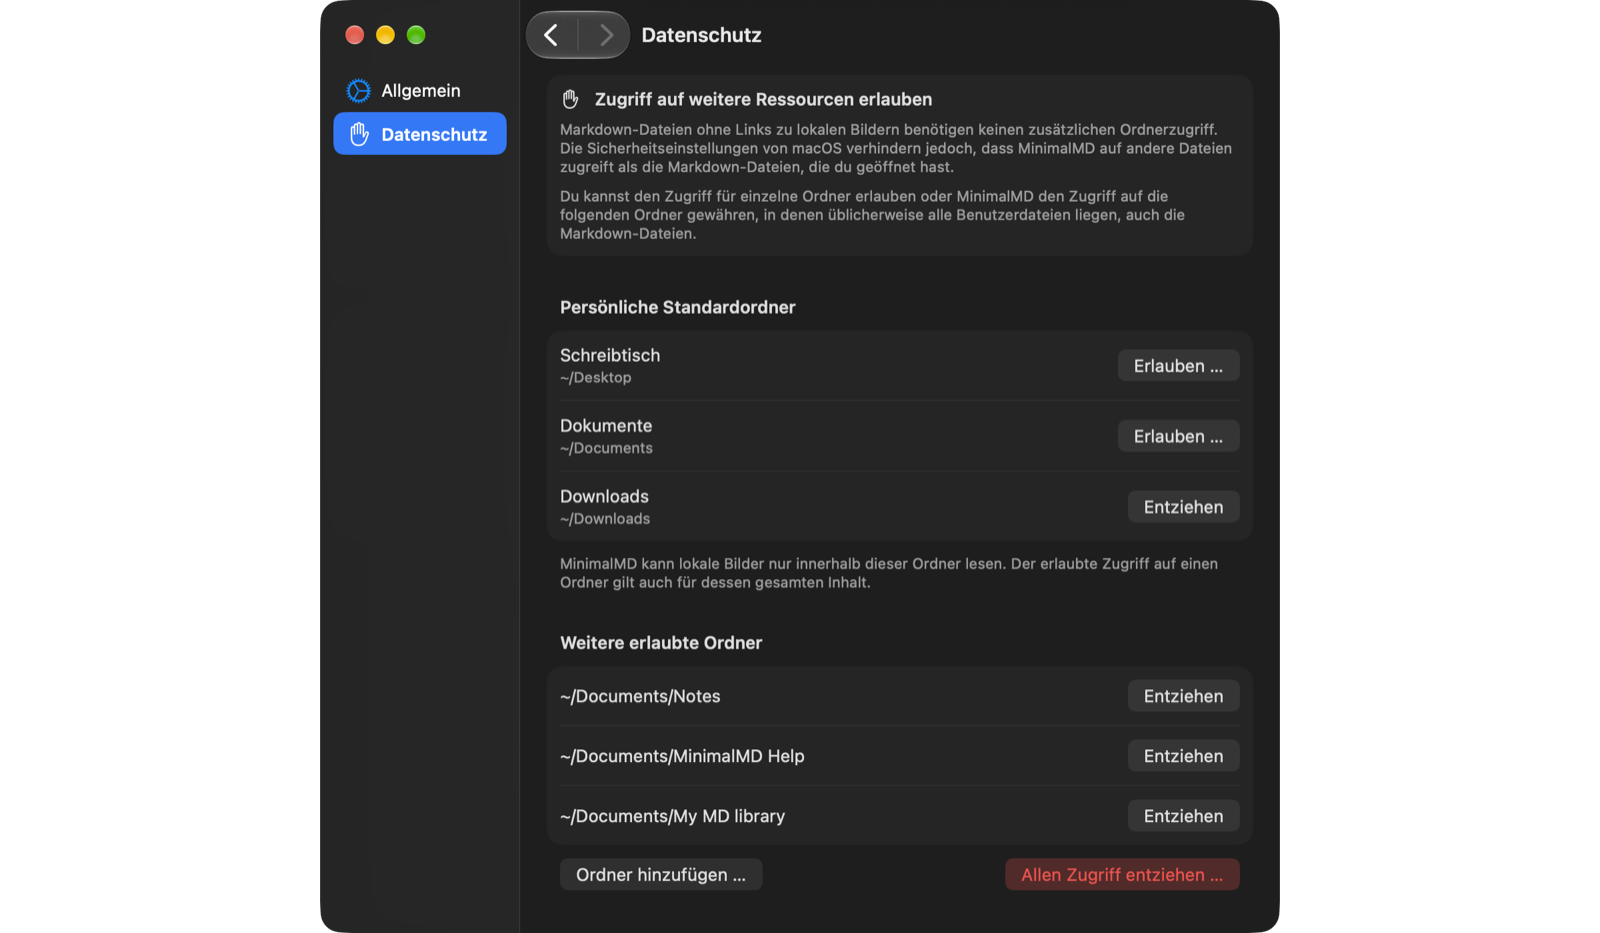 Datenschutz
Allgemein
Datenschutz
Zugriff auf weitere Ressourcen erlauben
Markdown-Dateien ohne Links zu lokalen Bildern benötigen keinen zusätzlichen Ordnerzugriff.
Die Sicherheitseinstellungen von macOS verhindern jedoch, dass MinimalMD auf andere Dateien
zugreift als die Markdown-Dateien, die du geöffnet hast.
Du kannst den Zugriff für einzelne Ordner erlauben oder MinimalMD den Zugriff auf die
folgenden Ordner gewähren, in denen üblicherweise alle Benutzerdateien liegen, auch die
Markdown-Dateien.
Persönliche Standardordner
Schreibtisch
~/Desktop
Erlauben ...
Dokumente
~/Documents
Erlauben ...
Downloads
~/Downloads
Entziehen
MinimalMD kann lokale Bilder nur innerhalb dieser Ordner lesen. Der erlaubte Zugriff auf einen
Ordner gilt auch für dessen gesamten Inhalt.
Weitere erlaubte Ordner
~/Documents/Notes
Entziehen
~/Documents/MinimalMD Help
Entziehen
~/Documents/My MD library
Entziehen
Ordner hinzufügen ...
Allen Zugriff entziehen ...